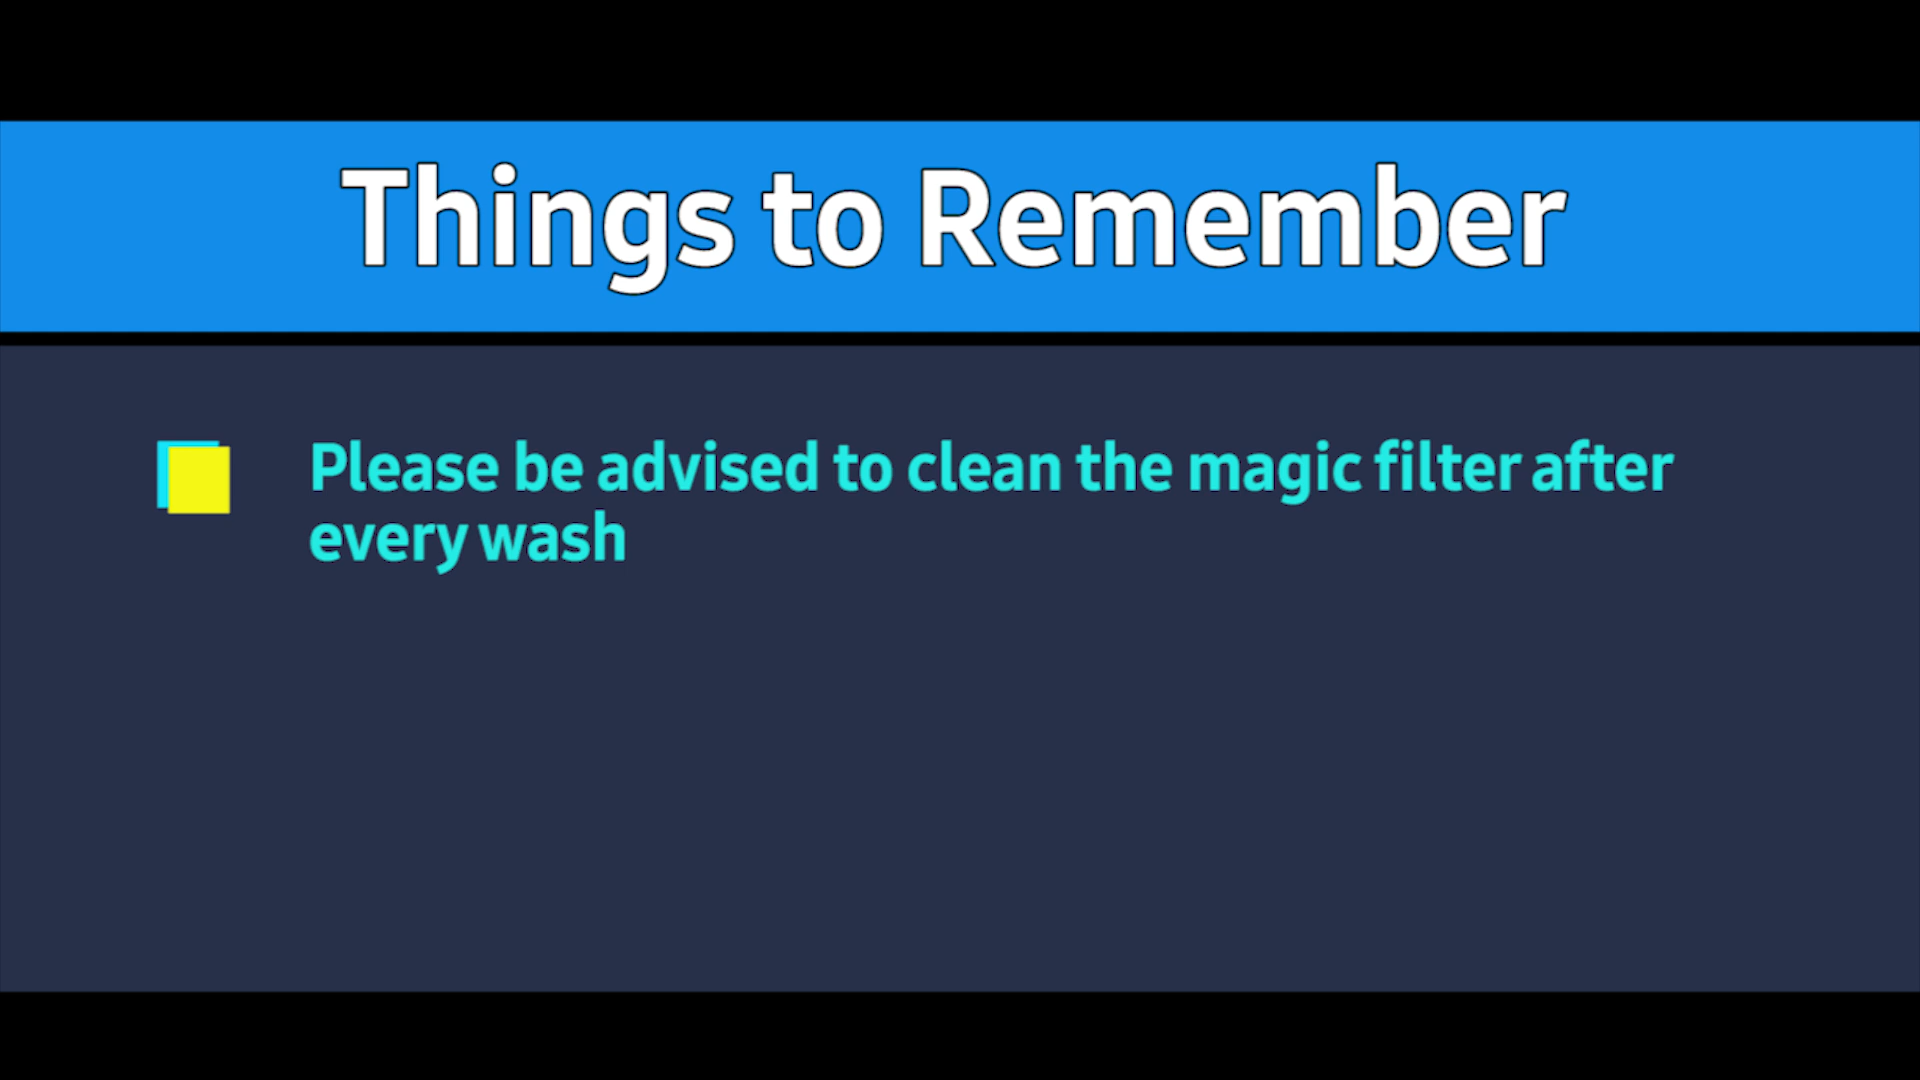 Things to Remember
Please be advised to clean the magic filter after
every wash